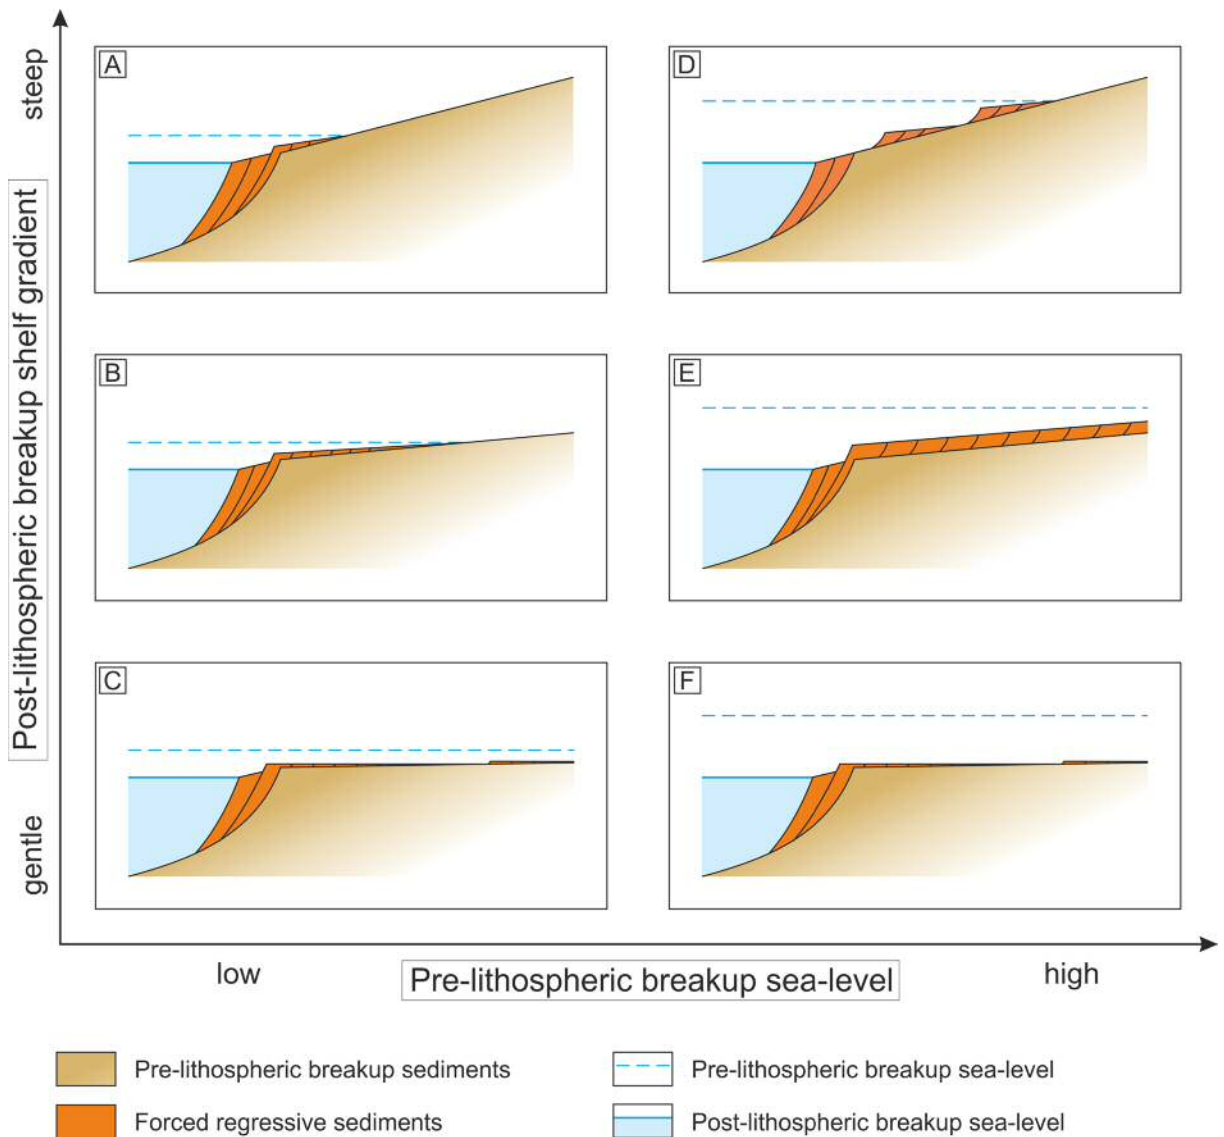 steep
Post-lithospheric breakup shelf gradient
gentle
A
D
B
E
C
F
low
Pre-lithospheric breakup sea-level
high
Pre-lithospheric breakup sediments
Pre-lithospheric breakup sea-level
Forced regressive sediments
Post-lithospheric breakup sea-level